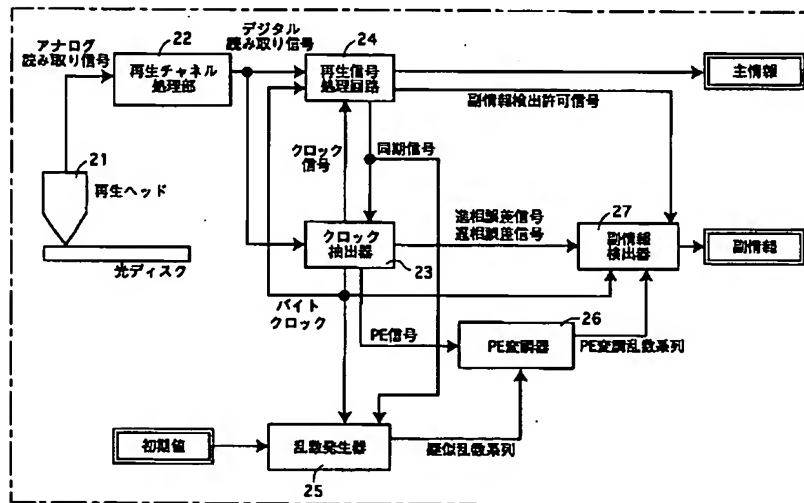 アナログ
読み取り信号
22
再生チャネル
処理部
デジタル
読み取り信号
24
再生信号
処理回路
主情報
副情報検出許可信号
クロック
信号
同期信号
21
再生ヘッド
光ディスク
クロック
抽出器
23
進相誤差信号
遅相誤差信号
27
副情報
検出器
副情報
バイト
クロック
PE信号
26
PE変調器
PE変調乱数系列
初期値
乱数発生器
25
疑似乱数系列